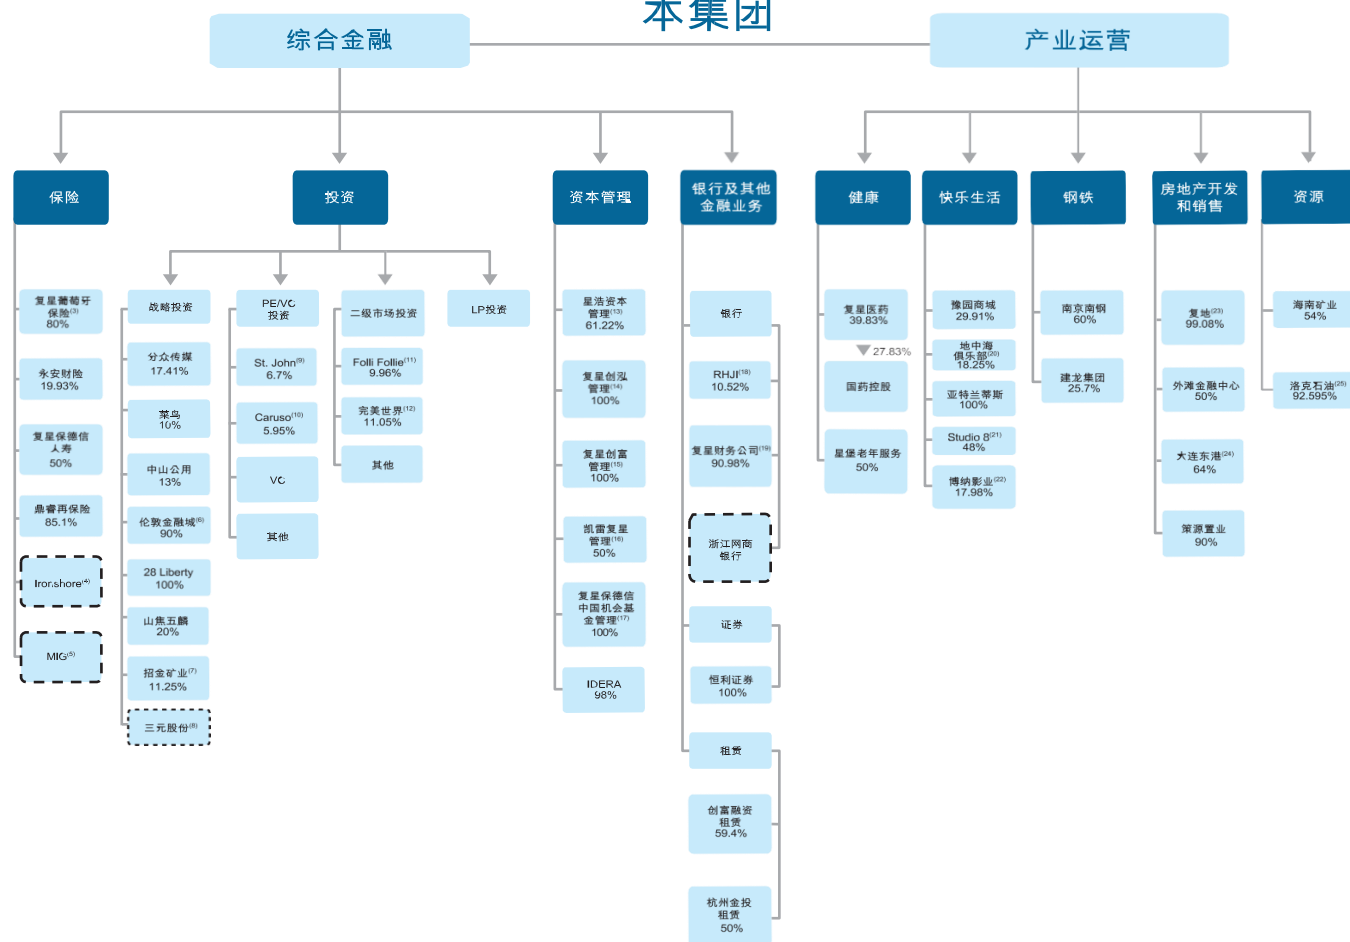 本集团
综合金融
产业运营
保险
投资
资本管理
银行及其他
金融业务
健康
快乐生活
钢铁
房地产开发
和销售
资源
复星葡萄牙
保险(3)
80%
永安财险
19.93%
复星保德信
人寿
50%
鼎睿再保险
85.1%
Ironshore(4)
MIG(5)
战略投资
分众传媒
17.41%
菜鸟
10%
中山公用
13%
伦敦金融城(6)
90%
28 Liberty
100%
山焦五麟
20%
招金矿业(7)
11.25%
三元股份(8)
PE/VC
投资
St. John(9)
6.7%
Caruso(10)
5.95%
VC
其他
二级市场投资
Folli Follie(11)
9.96%
完美世界(12)
11.05%
其他
LP投资
星浩资本
管理(13)
61.22%
复星创泓
管理(14)
100%
复星创富
管理(15)
100%
凯雷复星
管理(16)
50%
复星保德信
中国机会基
金管理(17)
100%
IDERA
98%
银行
RHJI(18)
10.52%
复星财务公司(19)
90.98%
浙江网商
银行
证券
恒利证券
100%
租赁
创富融资
租赁
59.4%
杭州金投
租赁
50%
复星医药
39.83%
27.83%
国药控股
星堡老年服务
50%
豫园商城
29.91%
地中海
俱乐部(20)
18.25%
亚特兰蒂斯
100%
Studio 8(21)
48%
博纳影业(22)
17.98%
南京南钢
60%
建龙集团
25.7%
复地(23)
99.08%
外滩金融中心
50%
大连东港(24)
64%
策源置业
90%
海南矿业
54%
洛克石油(25)
92.595%